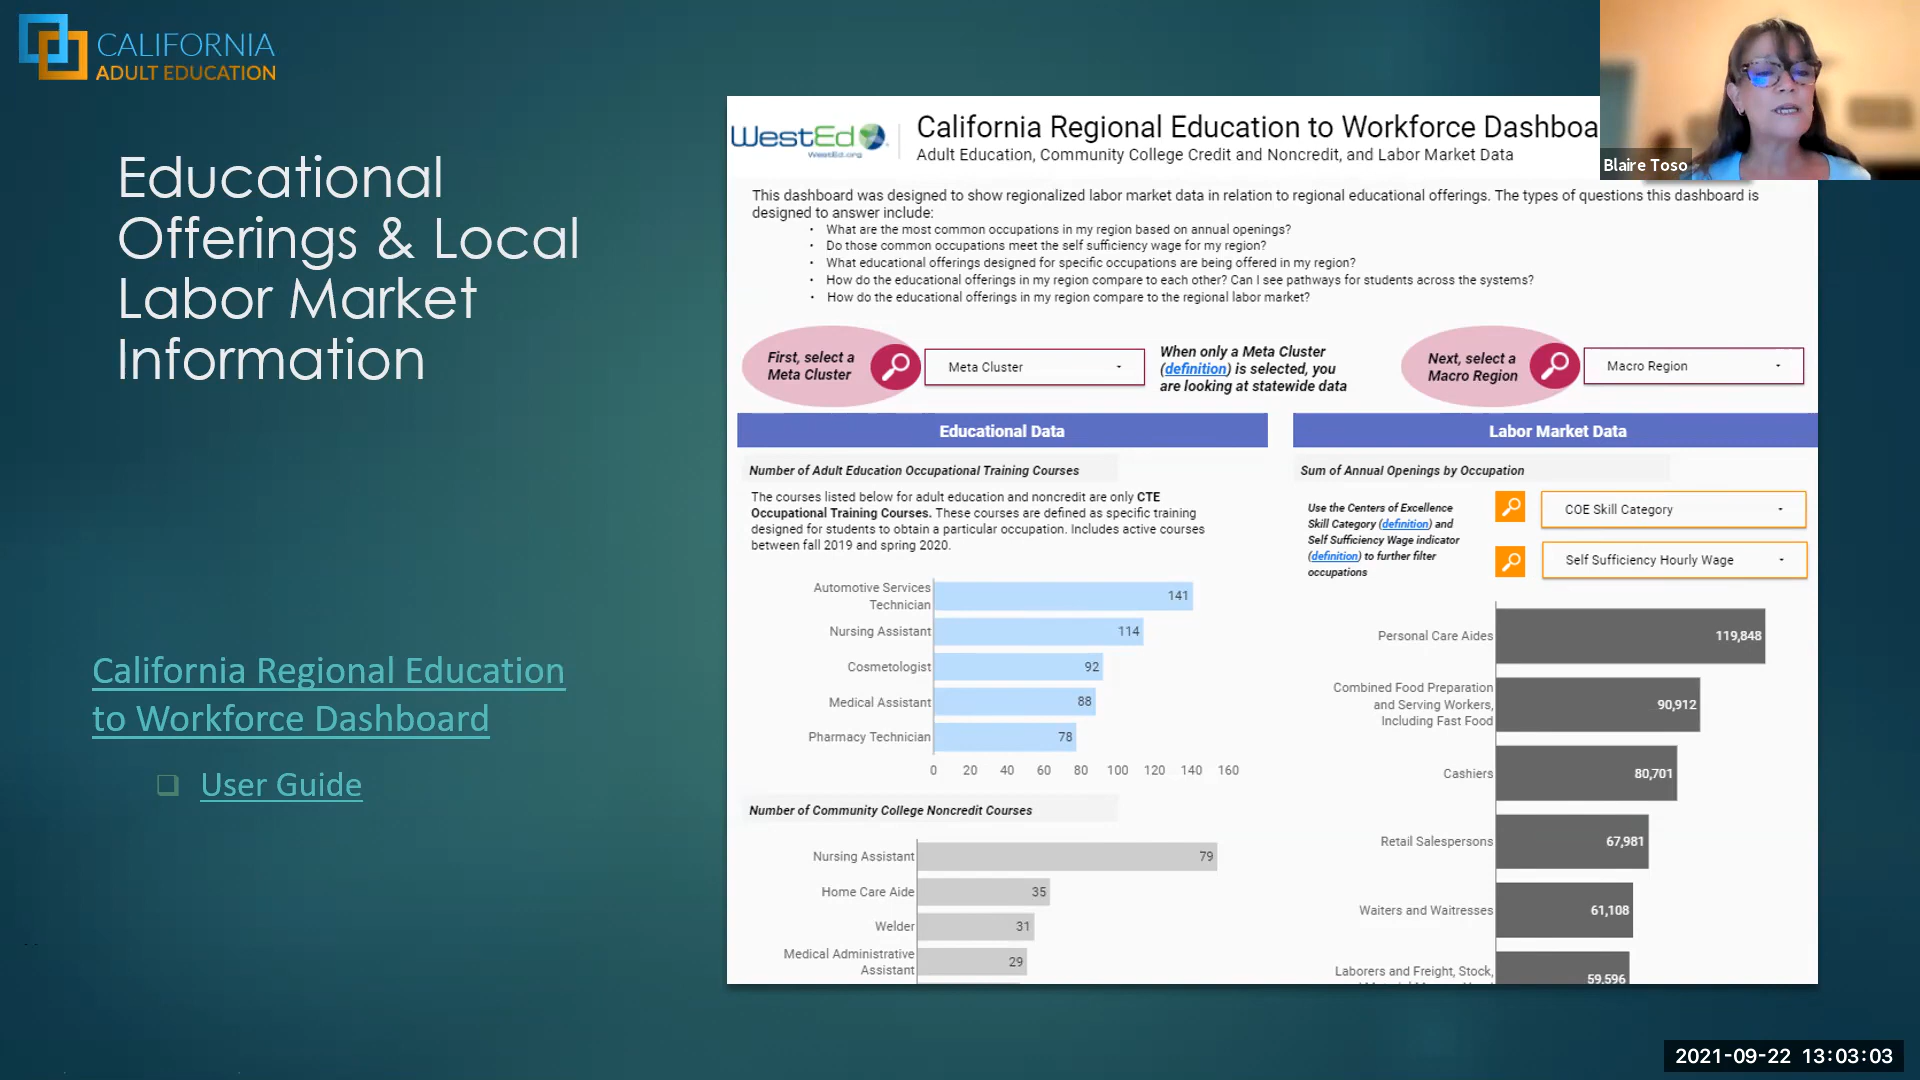 CALIFORNIA
ADULT EDUCATION
Educational
Offerings & Local
Labor Market
Information
California Regional Education
to Workforce Dashboard
User Guide
WestEd
WestEd.org
California Regional Education to Workforce Dashboa
Adult Education, Community College Credit and Noncredit, and Labor Market Data
Blaire Toso
This dashboard was designed to show regionalized labor market data in relation to regional educational offerings. The types of questions this dashboard is
designed to answer include:
• What are the most common occupations in my region based on annual openings?
• Do those common occupations meet the self sufficiency wage for my region?
• What educational offerings designed for specific occupations are being offered in my region?
• How do the educational offerings in my region compare to each other? Can I see pathways for students across the systems?
• How do the educational offerings in my region compare to the regional labor market?
First, select a
Meta Cluster
Meta Cluster
When only a Meta Cluster
(definition) is selected, you
are looking at statewide data
Next, select a
Macro Region
Macro Region
Educational Data
Number of Adult Education Occupational Training Courses
The courses listed below for adult education and noncredit are only CTE
Occupational Training Courses. These courses are defined as specific training
designed for students to obtain a particular occupation. Includes active courses
between fall 2019 and spring 2020.
Automotive Services
Technician
141
Nursing Assistant 114
Cosmetologist 92
Medical Assistant 88
Pharmacy Technician 78
0 20 40 60 80 100 120 140 160
Number of Community College Noncredit Courses
Nursing Assistant 79
Home Care Aide 35
Welder 31
Medical Administrative
Assistant
29
Labor Market Data
Sum of Annual Openings by Occupation
Use the Centers of Excellence
Skill Category (definition) and
Self Sufficiency Wage indicator
(definition) to further filter
occupations
COE Skill Category
Self Sufficiency Hourly Wage
Personal Care Aides 119,848
Combined Food Preparation
and Serving Workers,
Including Fast Food
90,912
Cashiers 80,701
Retail Salespersons 67,981
Waiters and Waitresses 61,108
Laborers and Freight, Stock,
59,596
2021-09-22 13:03:03